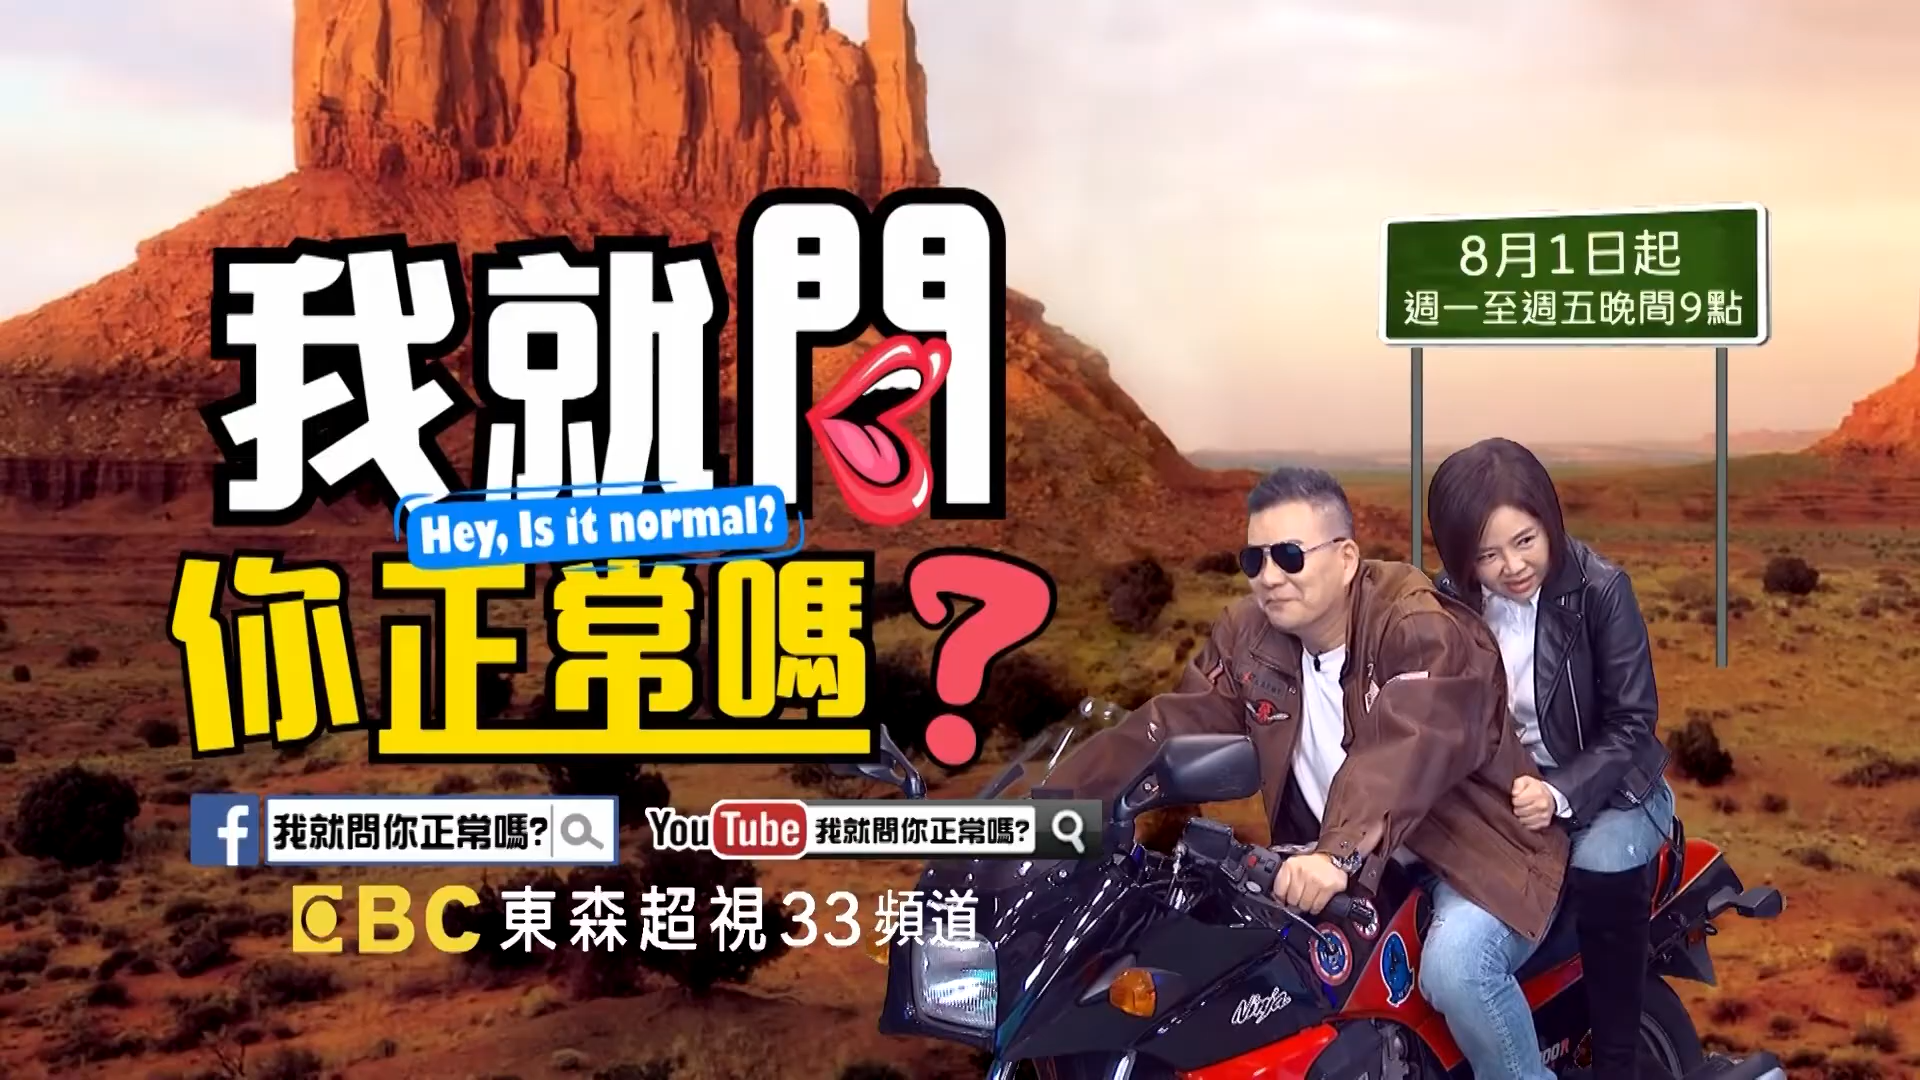 我就問
Hey, Is it normal?
你正常嗎?
8月1日起
週一至週五晚間9點
f 我就問你正常嗎?
YouTube 我就問你正常嗎?
EBC 東森超視33頻道
Ninja